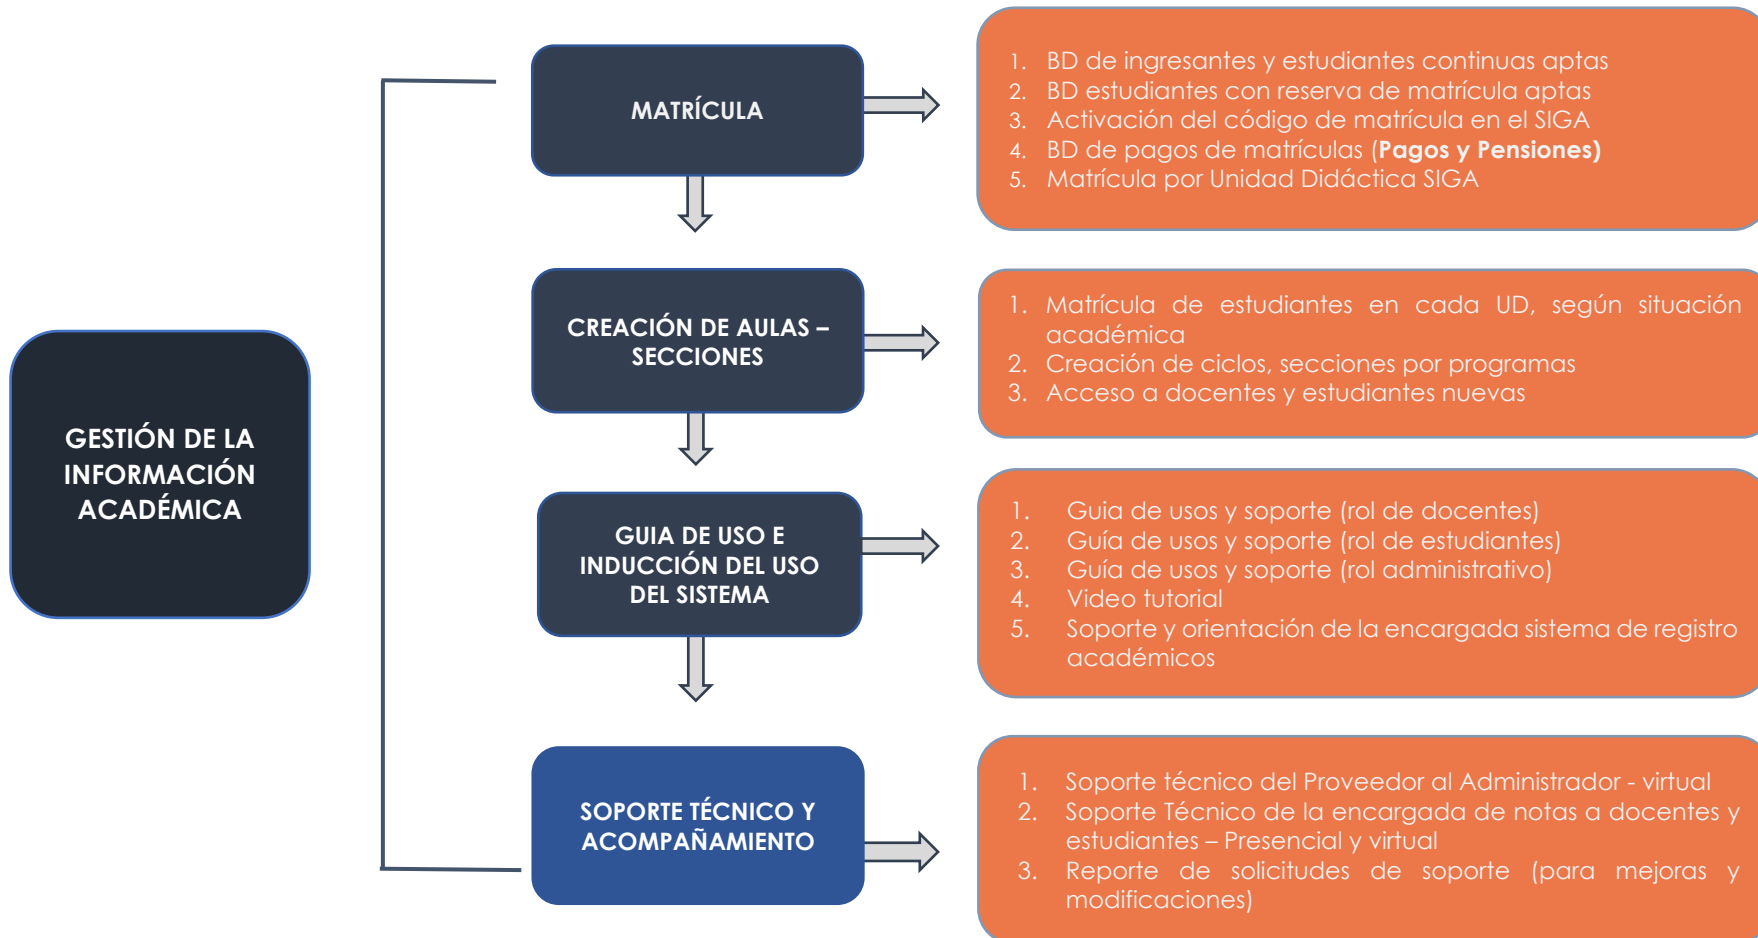 GESTIÓN DE LA
INFORMACIÓN
ACADÉMICA
MATRÍCULA
1. BD de ingresantes y estudiantes continuas aptas
2. BD estudiantes con reserva de matrícula aptas
3. Activación del código de matrícula en el SIGA
4. BD de pagos de matrículas (Pagos y Pensiones)
5. Matrícula por Unidad Didáctica SIGA
CREACIÓN DE AULAS –
SECCIONES
1. Matrícula de estudiantes en cada UD, según situación
académica
2. Creación de ciclos, secciones por programas
3. Acceso a docentes y estudiantes nuevas
GUIA DE USO E
INDUCCIÓN DEL USO
DEL SISTEMA
1. Guia de usos y soporte (rol de docentes)
2. Guía de usos y soporte (rol de estudiantes)
3. Guía de usos y soporte (rol administrativo)
4. Video tutorial
5. Soporte y orientación de la encargada sistema de registro
académicos
SOPORTE TÉCNICO Y
ACOMPAÑAMIENTO
1. Soporte técnico del Proveedor al Administrador - virtual
2. Soporte Técnico de la encargada de notas a docentes y
estudiantes – Presencial y virtual
3. Reporte de solicitudes de soporte (para mejoras y
modificaciones)